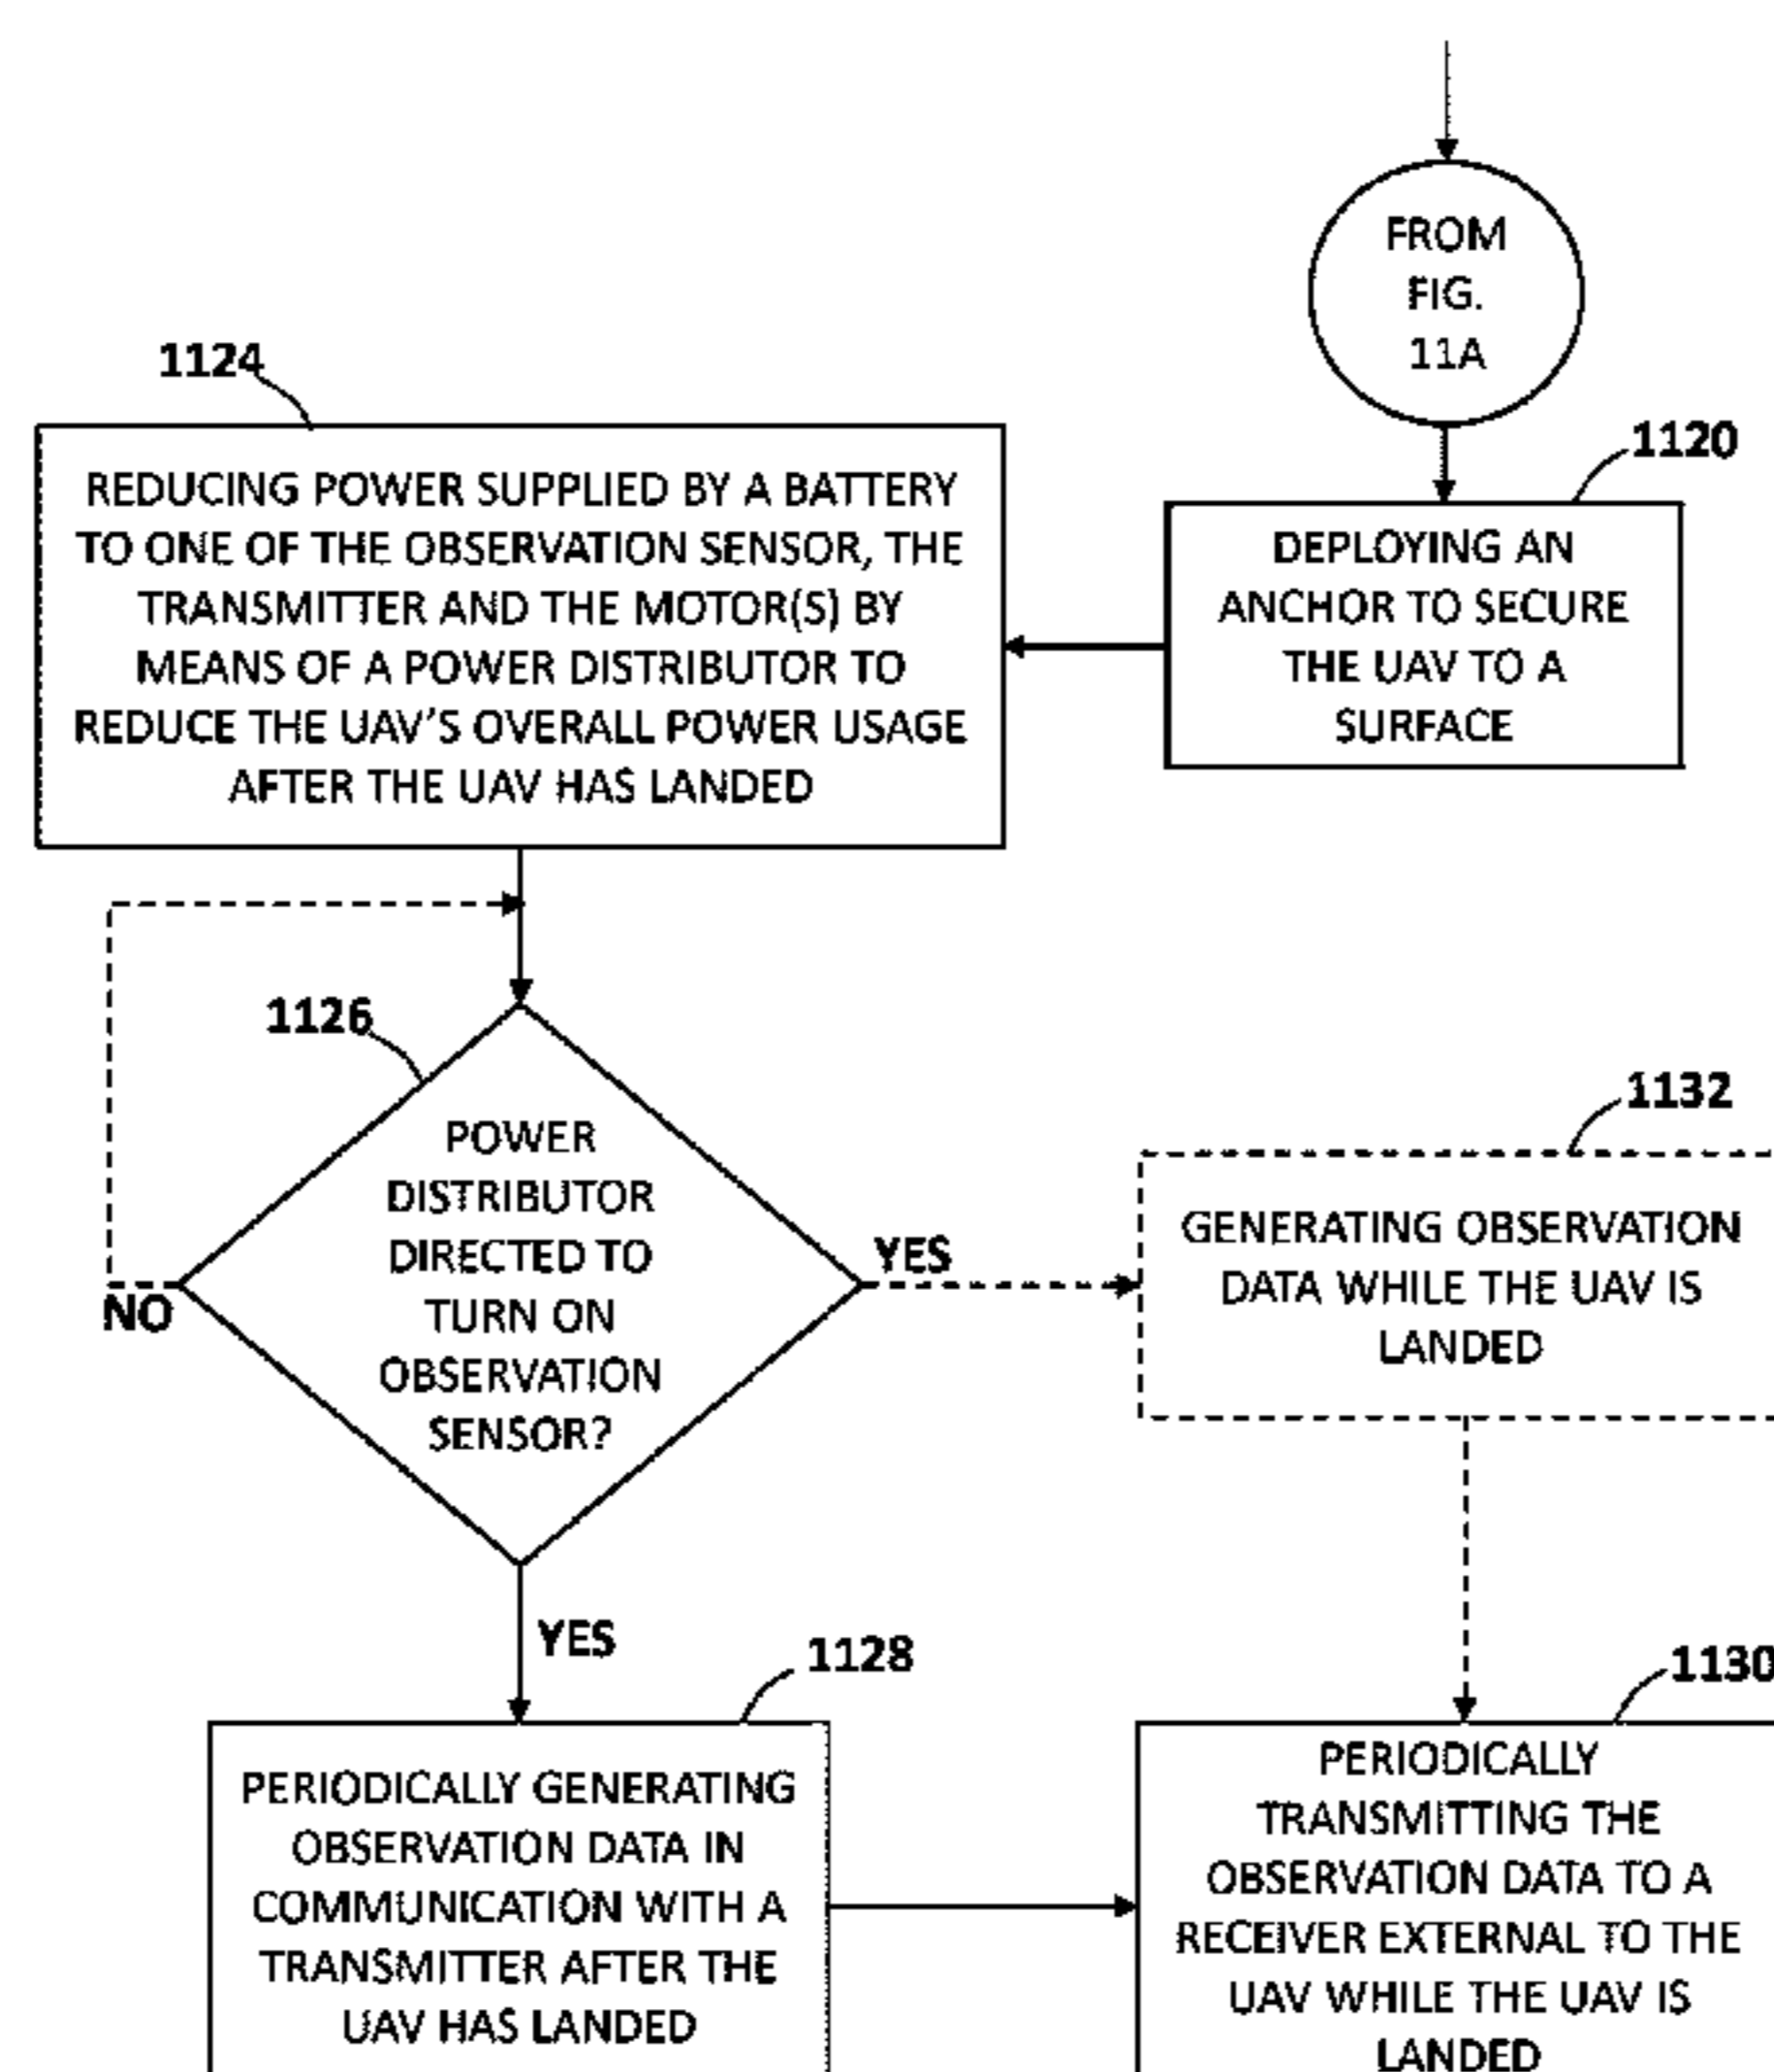 FROM
FIG.
11A
1120
DEPLOYING AN
ANCHOR TO SECURE
THE UAV TO A
SURFACE
1124
REDUCING POWER SUPPLIED BY A BATTERY
TO ONE OF THE OBSERVATION SENSOR, THE
TRANSMITTER AND THE MOTOR(S) BY
MEANS OF A POWER DISTRIBUTOR TO
REDUCE THE UAV'S OVERALL POWER USAGE
AFTER THE UAV HAS LANDED
1126
POWER
DISTRIBUTOR
DIRECTED TO
TURN ON
OBSERVATION
SENSOR?
NO
YES
1132
GENERATING OBSERVATION
DATA WHILE THE UAV IS
LANDED
YES
1128
PERIODICALLY GENERATING
OBSERVATION DATA IN
COMMUNICATION WITH A
TRANSMITTER AFTER THE
UAV HAS LANDED
1130
PERIODICALLY
TRANSMITTING THE
OBSERVATION DATA TO A
RECEIVER EXTERNAL TO THE
UAV WHILE THE UAV IS
LANDED